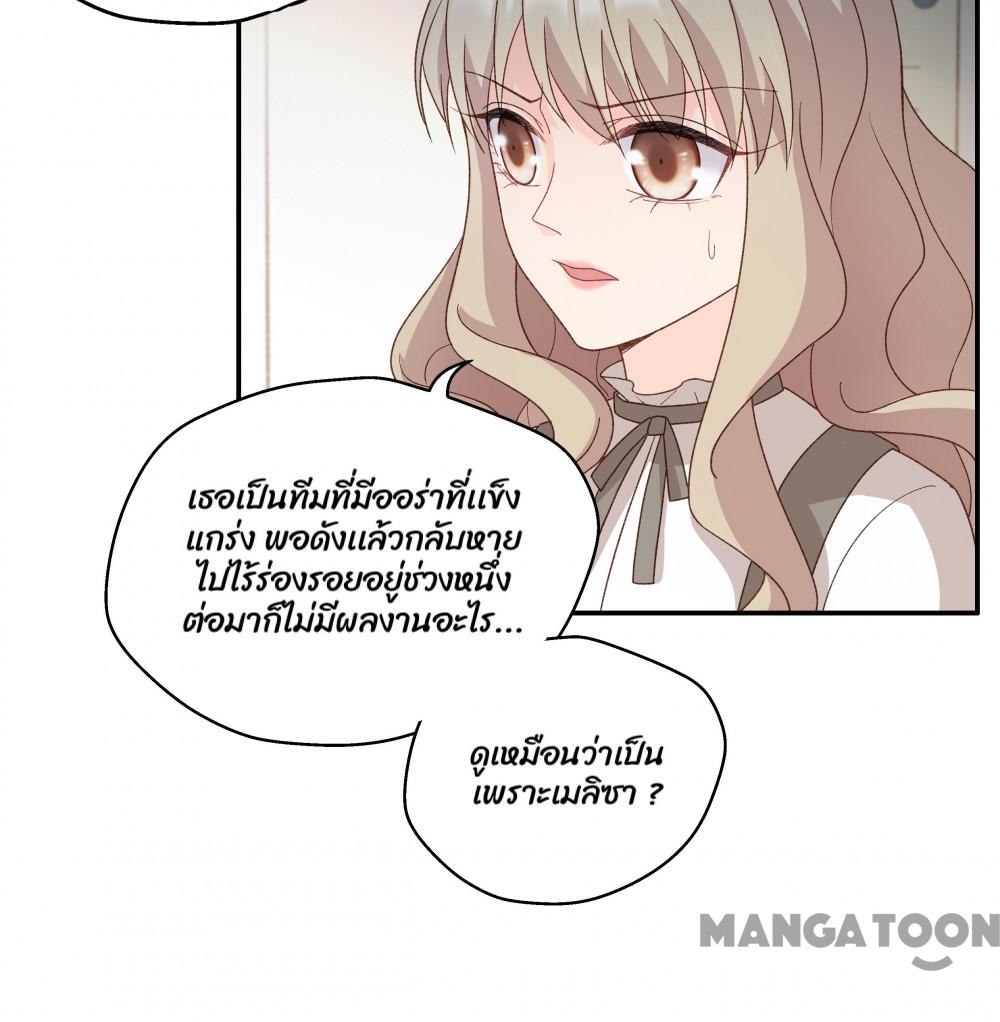 เธอเป็นทีมที่มีออร่าที่แข็ง
แกร่ง พอดังแล้วกลับหาย
ไปไร้ร่องรอยอยู่ช่วงหนึ่ง
ต่อมาก็ไม่มีผลงานอะไร...
ดูเหมือนว่าเป็น
เพราะเมลิซา ?
MANGATOON